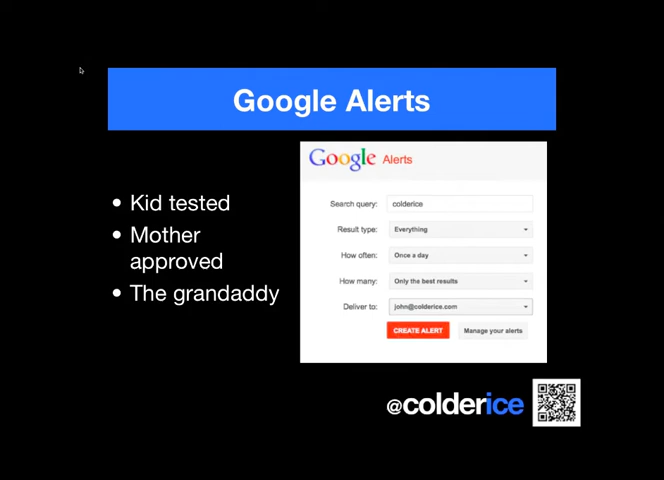 Google Alerts
Google Alerts
Search query: colderice
Result type: Everything
How often: Once a day
How many: Only the best results
Deliver to: john@colderice.com
CREATE ALERT Manage your alerts
• Kid tested
• Mother
approved
• The grandaddy
@colderice